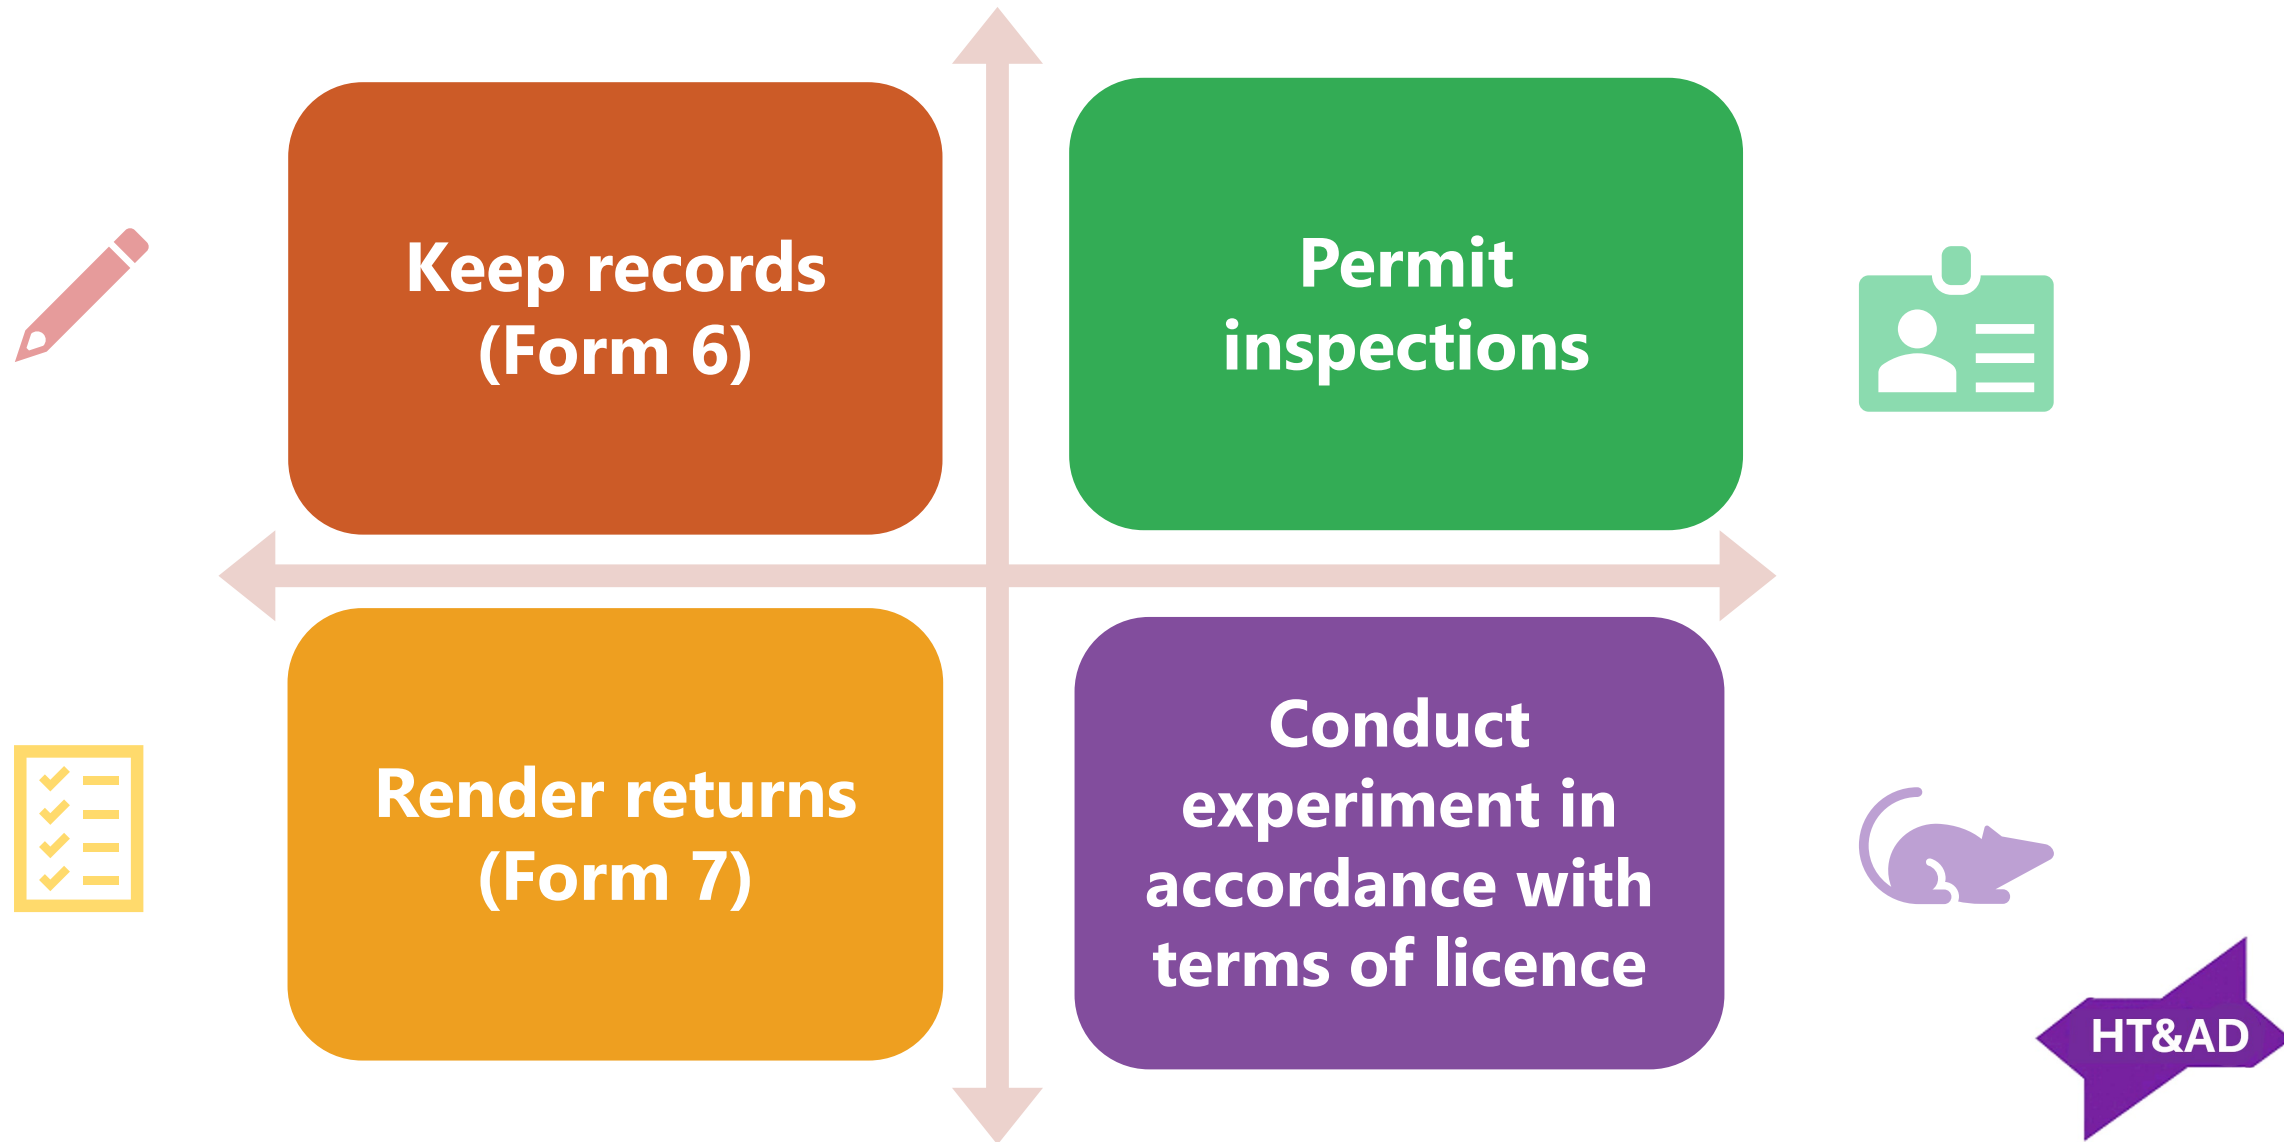 Keep records
(Form 6)
Permit
inspections
Render returns
(Form 7)
Conduct
experiment in
accordance with
terms of licence
HT&AD